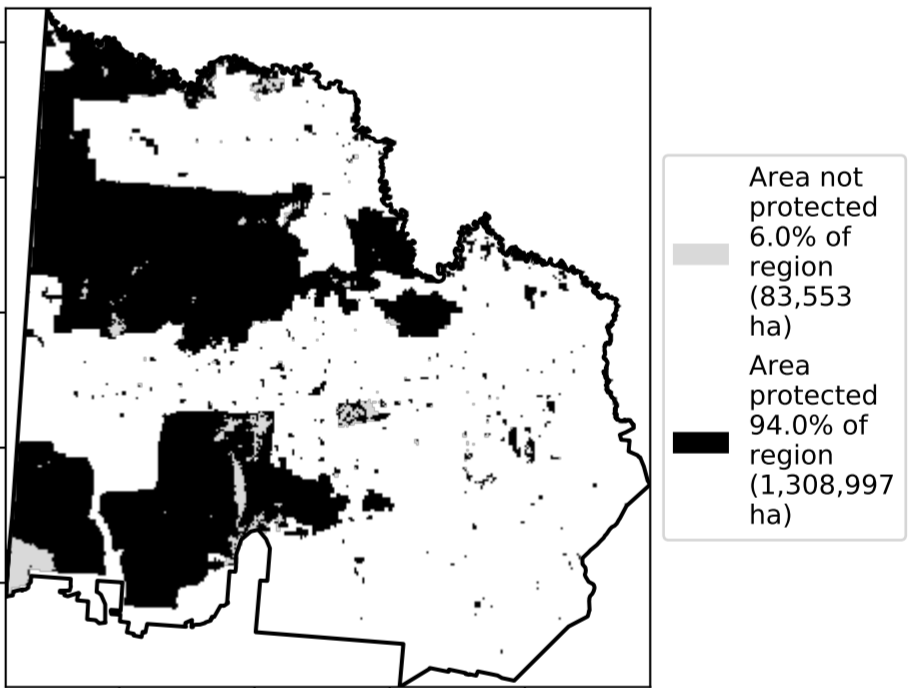 Area not
protected
6.0% of
region
(83,553
ha)
Area
protected
94.0% of
region
(1,308,997
ha)